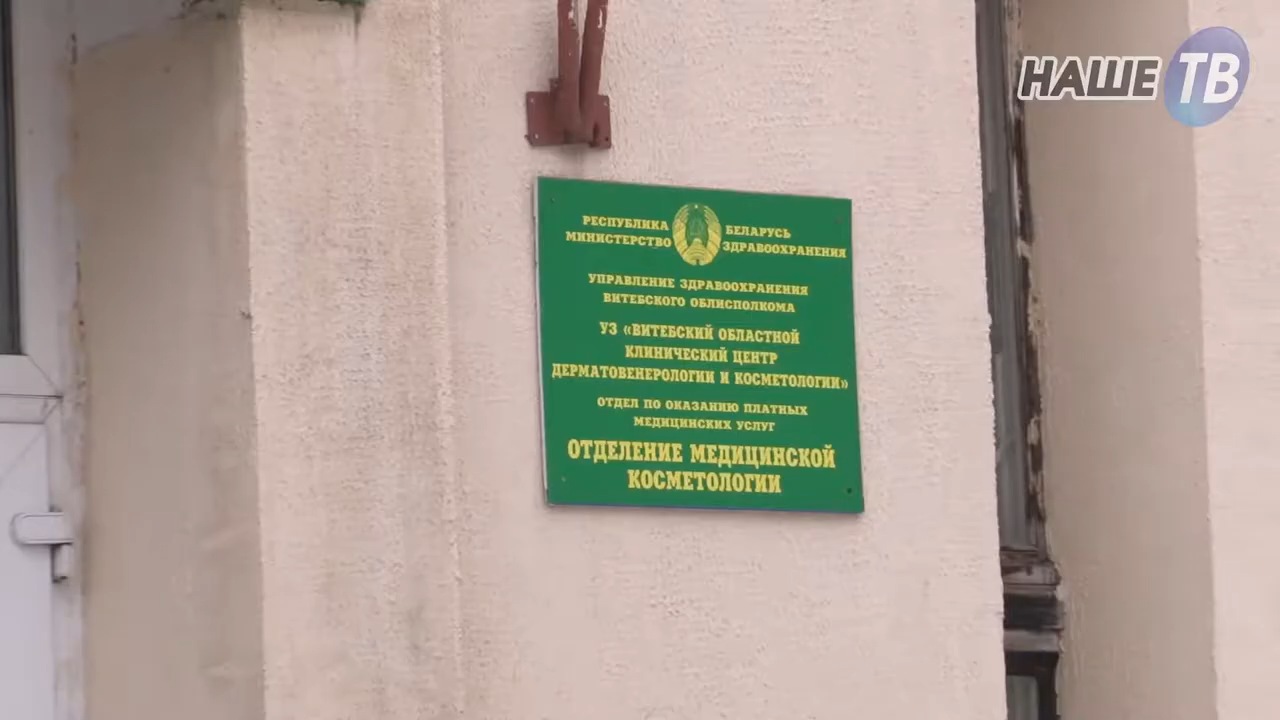 НАШЕ ТВ
РЕСПУБЛИКА БЕЛАРУСЬ
МИНИСТЕРСТВО ЗДРАВООХРАНЕНИЯ
УПРАВЛЕНИЕ ЗДРАВООХРАНЕНИЯ
ВИТЕБСКОГО ОБЛИСПОЛКОМА
УЗ «ВИТЕБСКИЙ ОБЛАСТНОЙ
КЛИНИЧЕСКИЙ ЦЕНТР
ДЕРМАТОВЕНЕРОЛОГИИ И КОСМЕТОЛОГИИ»
ОТДЕЛ ПО ОКАЗАНИЮ ПЛАТНЫХ
МЕДИЦИНСКИХ УСЛУГ
ОТДЕЛЕНИЕ МЕДИЦИНСКОЙ
КОСМЕТОЛОГИИ